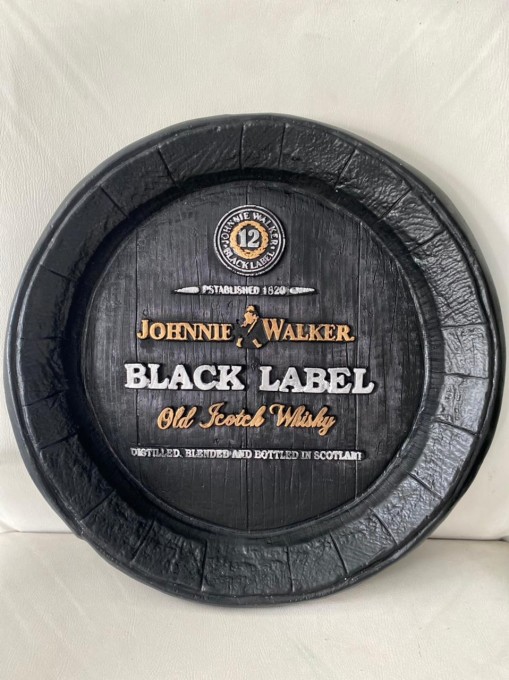 JOHNNIE WALKER
12
BLACK LABEL
ESTABLISHED 1820
JOHNNIE WALKER
BLACK LABEL
Old Scotch Whisky
DISTILLED, BLENDED AND BOTTLED IN SCOTLAND